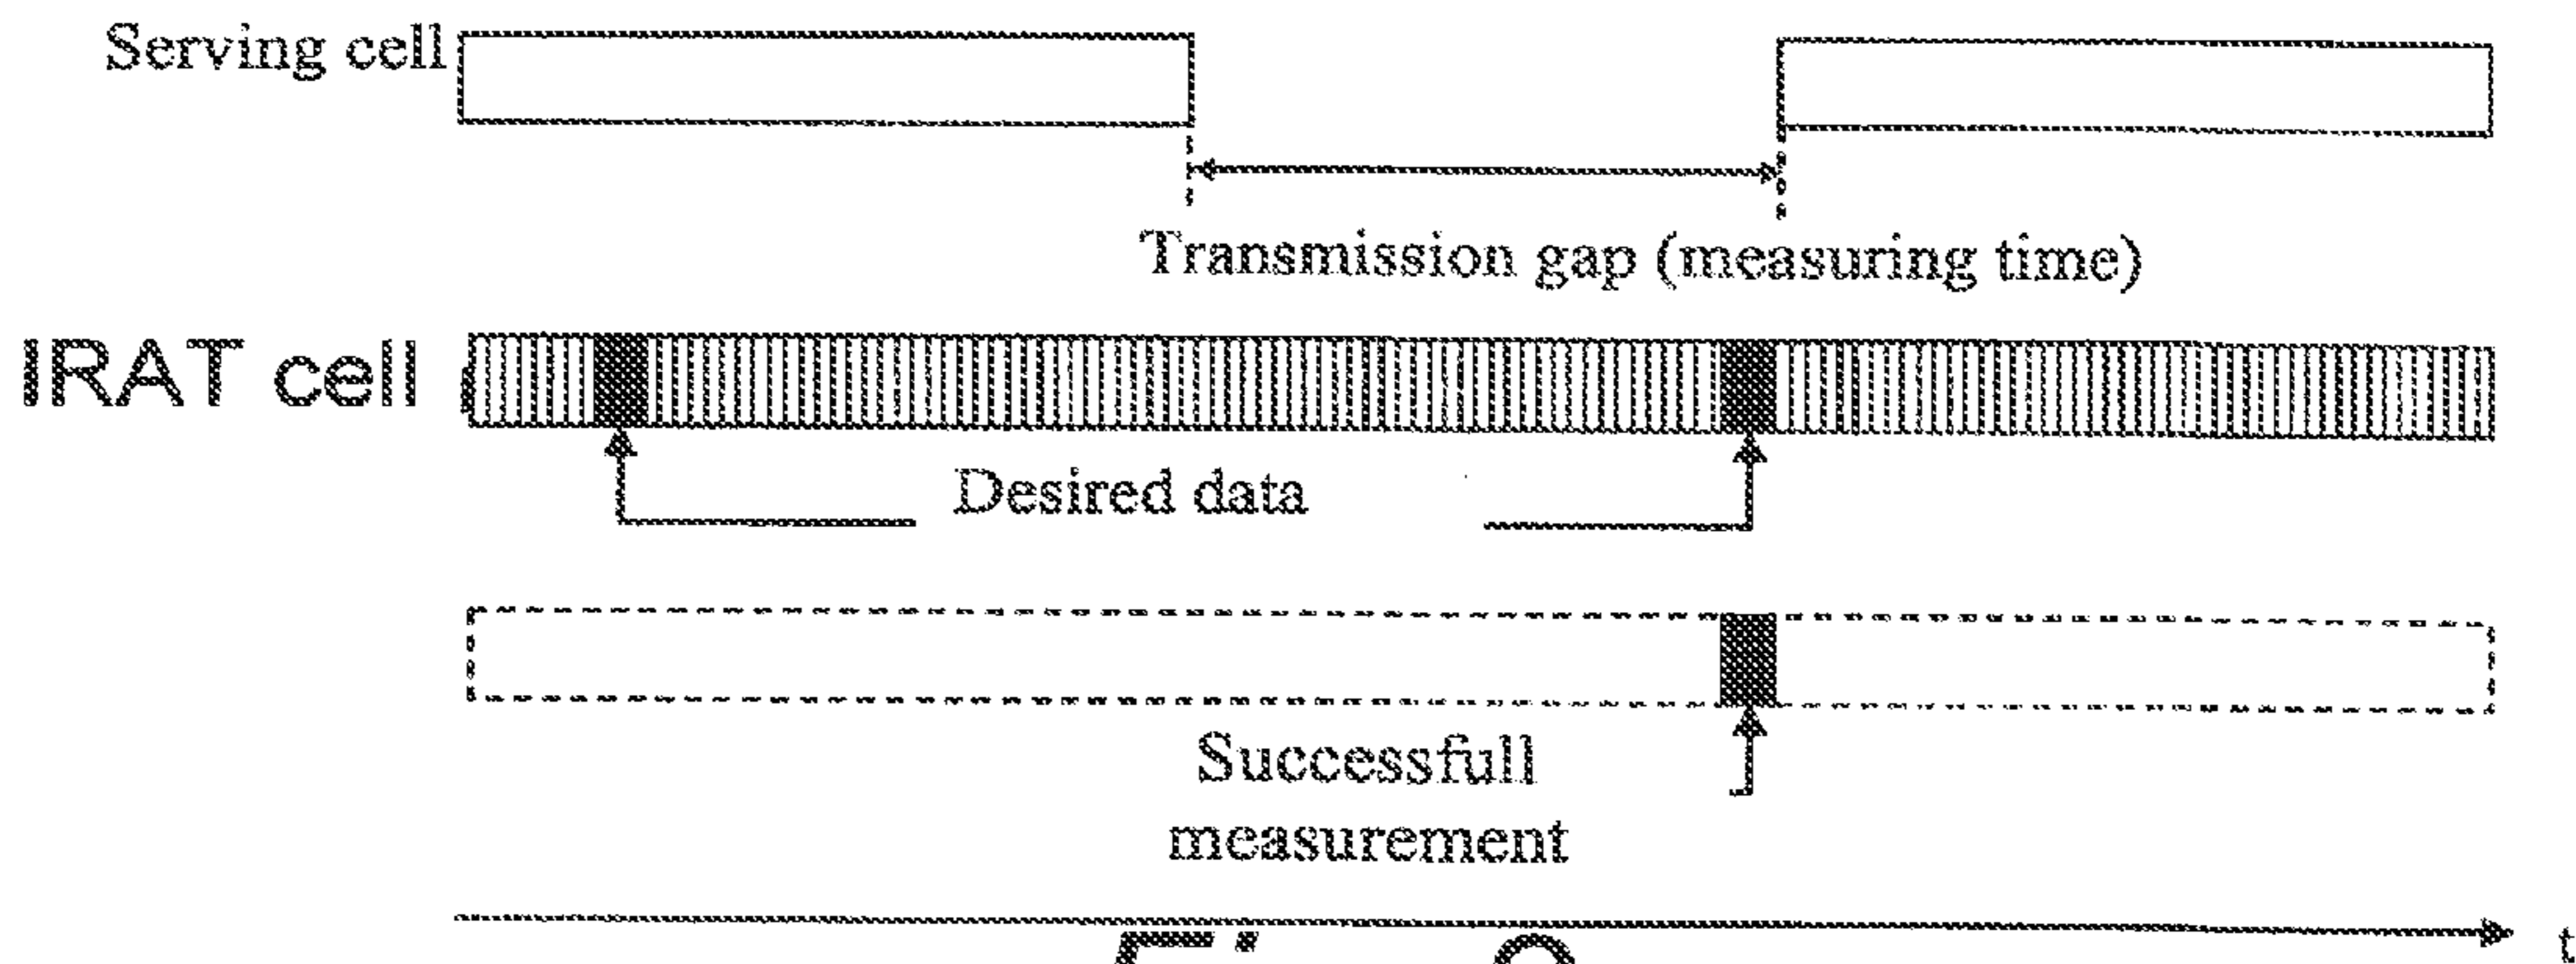 Serving cell
Transmission gap (measuring time)
IRAT cell
Desired data
Successfull
measurement
t